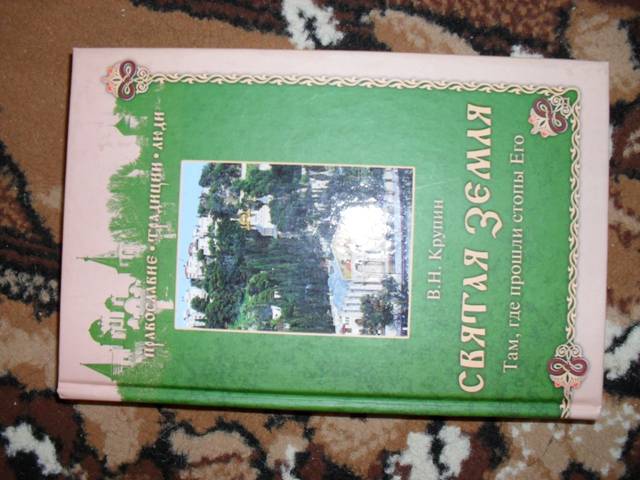 ПРАВОСЛАВИЕ • ТРАДИЦИИ • ЛЮДИ
В.Н. Крупин
СВЯТАЯ ЗЕМЛЯ
Там, где прошли стопы Его